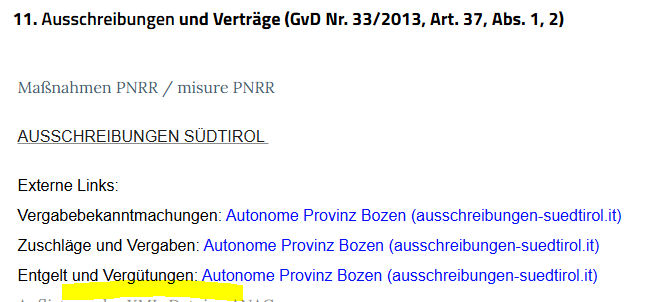 11. Ausschreibungen und Verträge (GvD Nr. 33/2013, Art. 37, Abs. 1, 2)
Maßnahmen PNRR / misure PNRR
AUSSCHREIBUNGEN SÜDTIROL
Externe Links:
Vergabebekanntmachungen: Autonome Provinz Bozen (ausschreibungen-suedtirol.it)
Zuschläge und Vergaben: Autonome Provinz Bozen (ausschreibungen-suedtirol.it)
Entgelt und Vergütungen: Autonome Provinz Bozen (ausschreibungen-suedtirol.it)